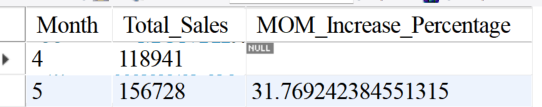 Month Total_Sales MOM_Increase_Percentage
4 118941 NULL
5 156728 31.769242384551315